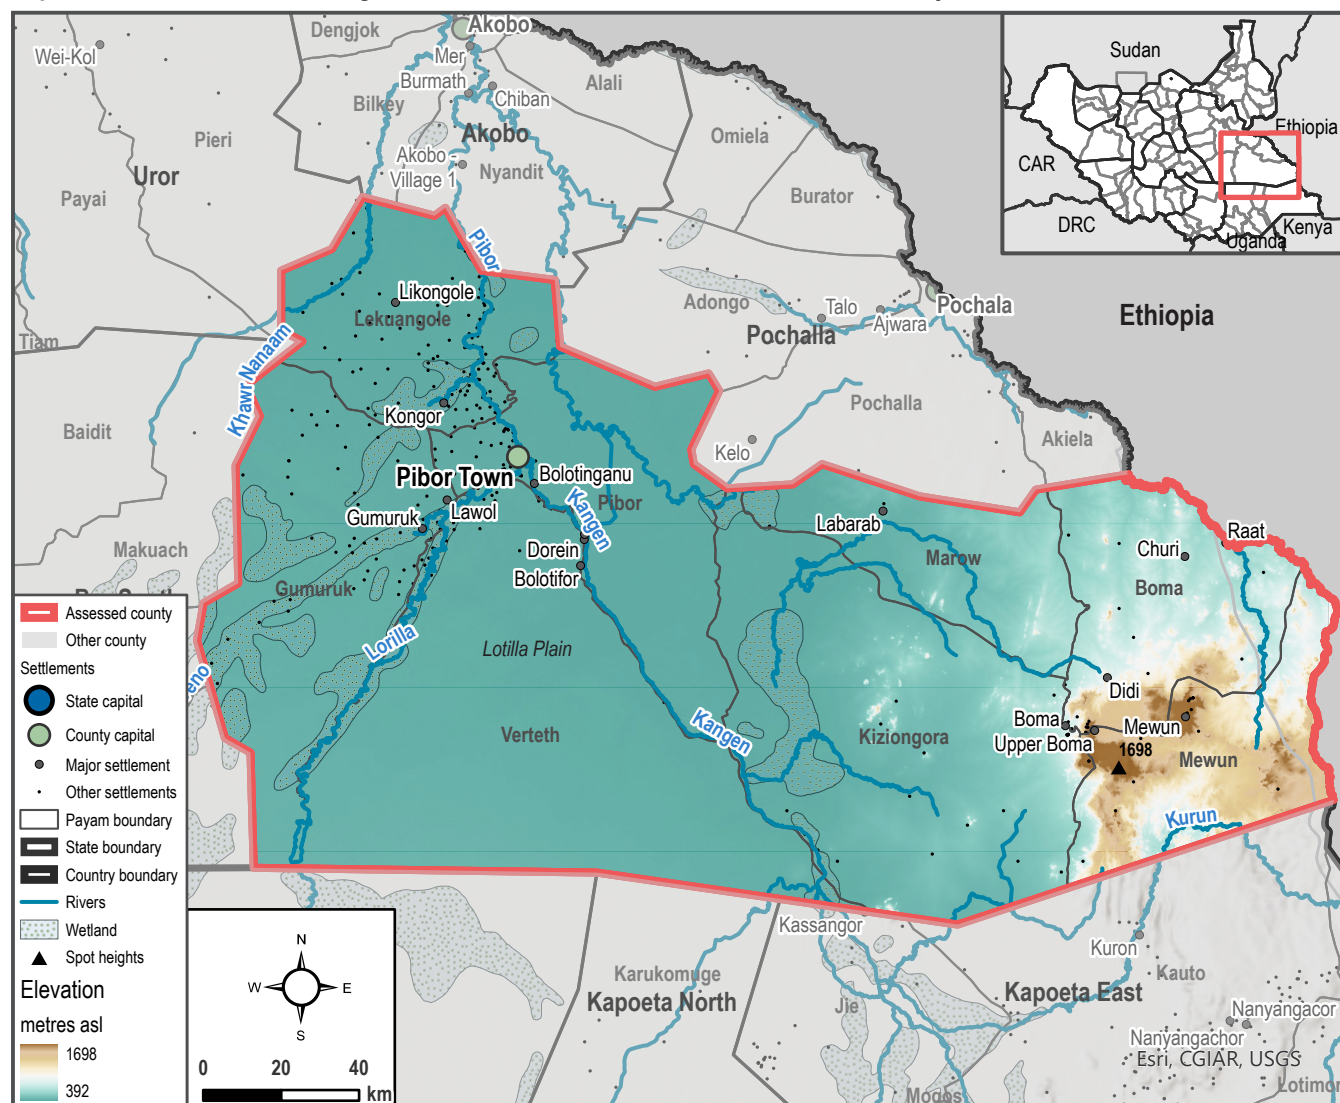 Dengjok
Akobo
Wei-Kol
Mer
Burmath
Alali
Bilkey
Chiban
Sudan
Pieri
Akobo
Omiela
Ethiopia
Akobo -
Village 1
Nyandit
CAR
Uror
Payai
Burator
DRC
Kenya
Uganda
Pibor
Likongole
Lekuangole
Adongo
Talo
Ajwara
Pochala
Ethiopia
Pochalla
Tiam
Khawr Nanaam
Kongor
Pochalla
Baidit
Akiela
Kelo
Pibor Town
Bolotinganu
Kangen
Pibor
Gumuruk
Lawol
Labarab
Raat
Makuach
Dorein
Churi
Marow
Bolotifor
Boma
Gumuruk
Lorilla
Lotilla Plain
eno
Didi
Boma
Mewun
Upper Boma
Kangen
Verteth
Kiziongora
1698
Mewun
Kurun
Kassangor
Kuron
Karukomuge
Kauto
Kapoeta North
Kapoeta East
Jie
Nanyangacor
Nanyangachor
Esri, CGIAR, USGS
Lotimor
Mogos
Assessed county
Other county
Settlements
State capital
County capital
Major settlement
Other settlements
Payam boundary
State boundary
Country boundary
Rivers
Wetland
Spot heights
Elevation
metres asl
1698
392
N
W
E
S
0
20
40
km